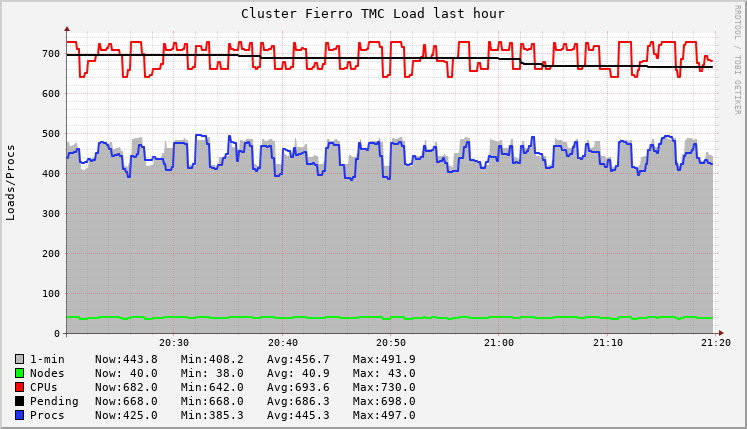 Cluster Fierro TMC Load last hour
RRDTOOL / TOBI OETIKER
Loads/Procs
700
600
500
400
300
200
100
0
20:30 20:40 20:50 21:00 21:10 21:20
1-min Now:443.8 Min:408.2 Avg:456.7 Max:491.9
Nodes Now: 40.0 Min: 38.0 Avg: 40.9 Max: 43.0
CPUs Now:682.0 Min:642.0 Avg:693.6 Max:730.0
Pending Now:668.0 Min:668.0 Avg:686.3 Max:698.0
Procs Now:425.0 Min:385.3 Avg:445.3 Max:497.0